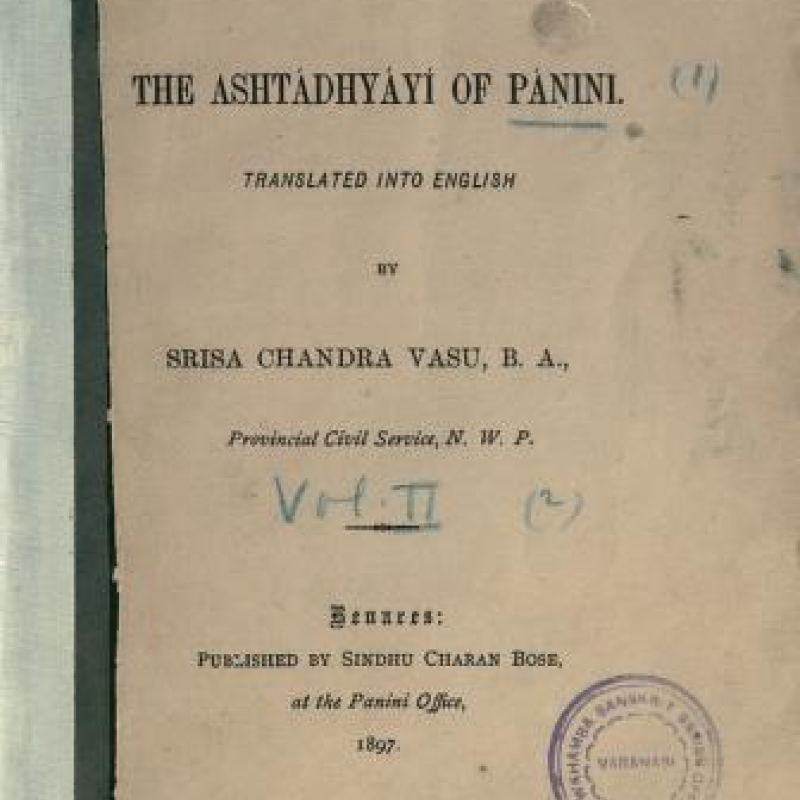 THE ASHTÁDHYÁYÍ OF PÁNINI. (1)
TRANSLATED INTO ENGLISH
BY
SRISA CHANDRA VASU, B. A.,
Provincial Civil Service, N. W. P.
Vol. II (2)
Benares:
PUBLISHED BY SINDHU CHARAN BOSE,
at the Panini Office,
1897.
VARANASI